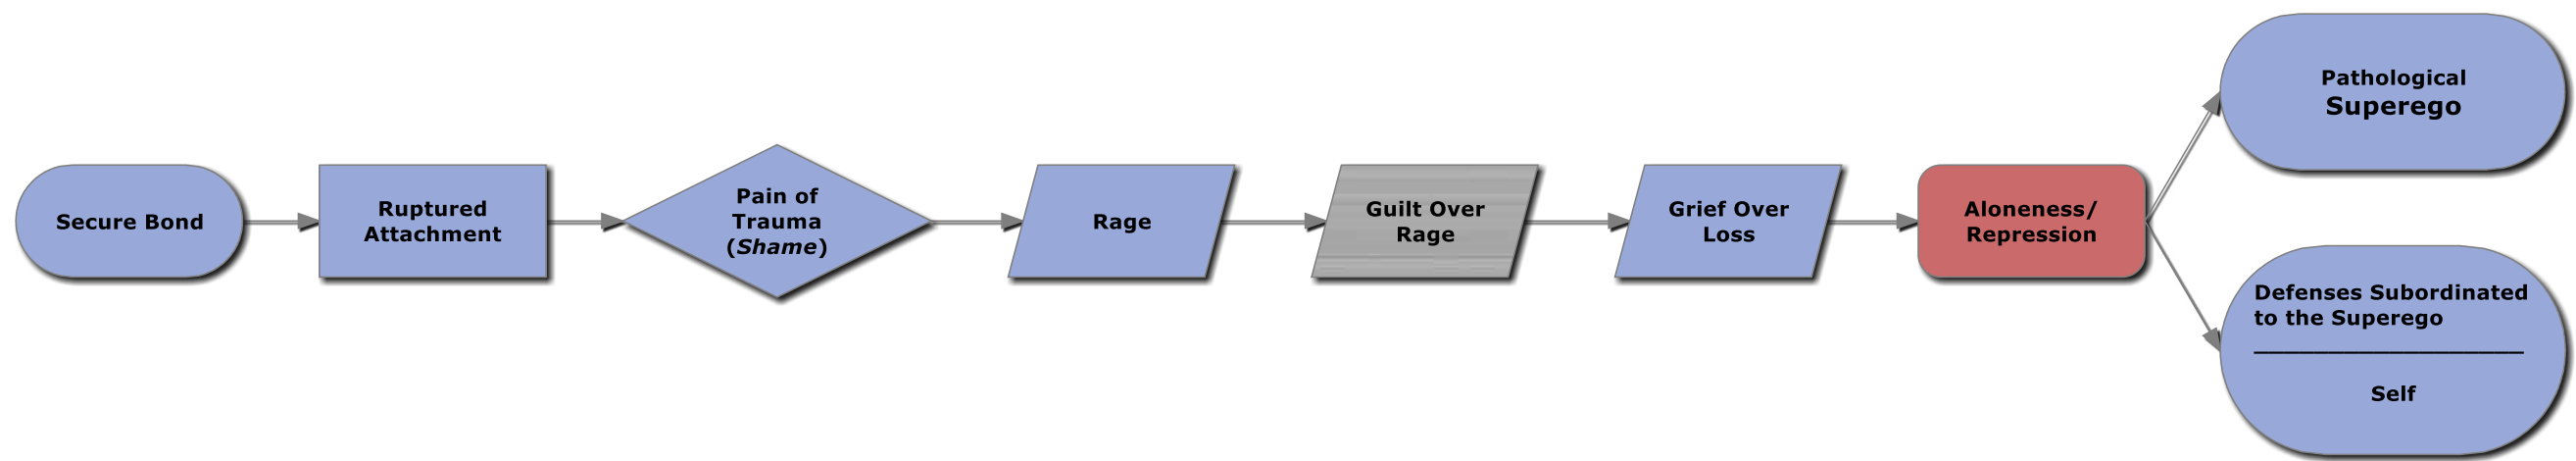 Secure Bond
Ruptured
Attachment
Pain of
Trauma
(Shame)
Rage
Guilt Over
Rage
Grief Over
Loss
Aloneness/
Repression
Pathological
Superego
Defenses Subordinated
to the Superego
Self